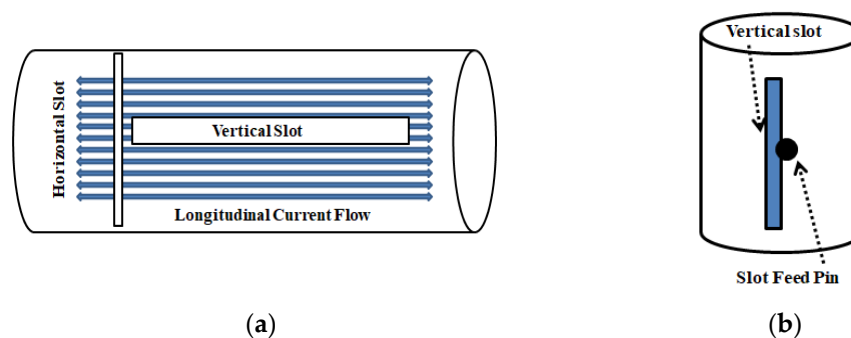 Horizontal Slot
Vertical Slot
Longitudinal Current Flow
(a)
Vertical slot
Slot Feed Pin
(b)